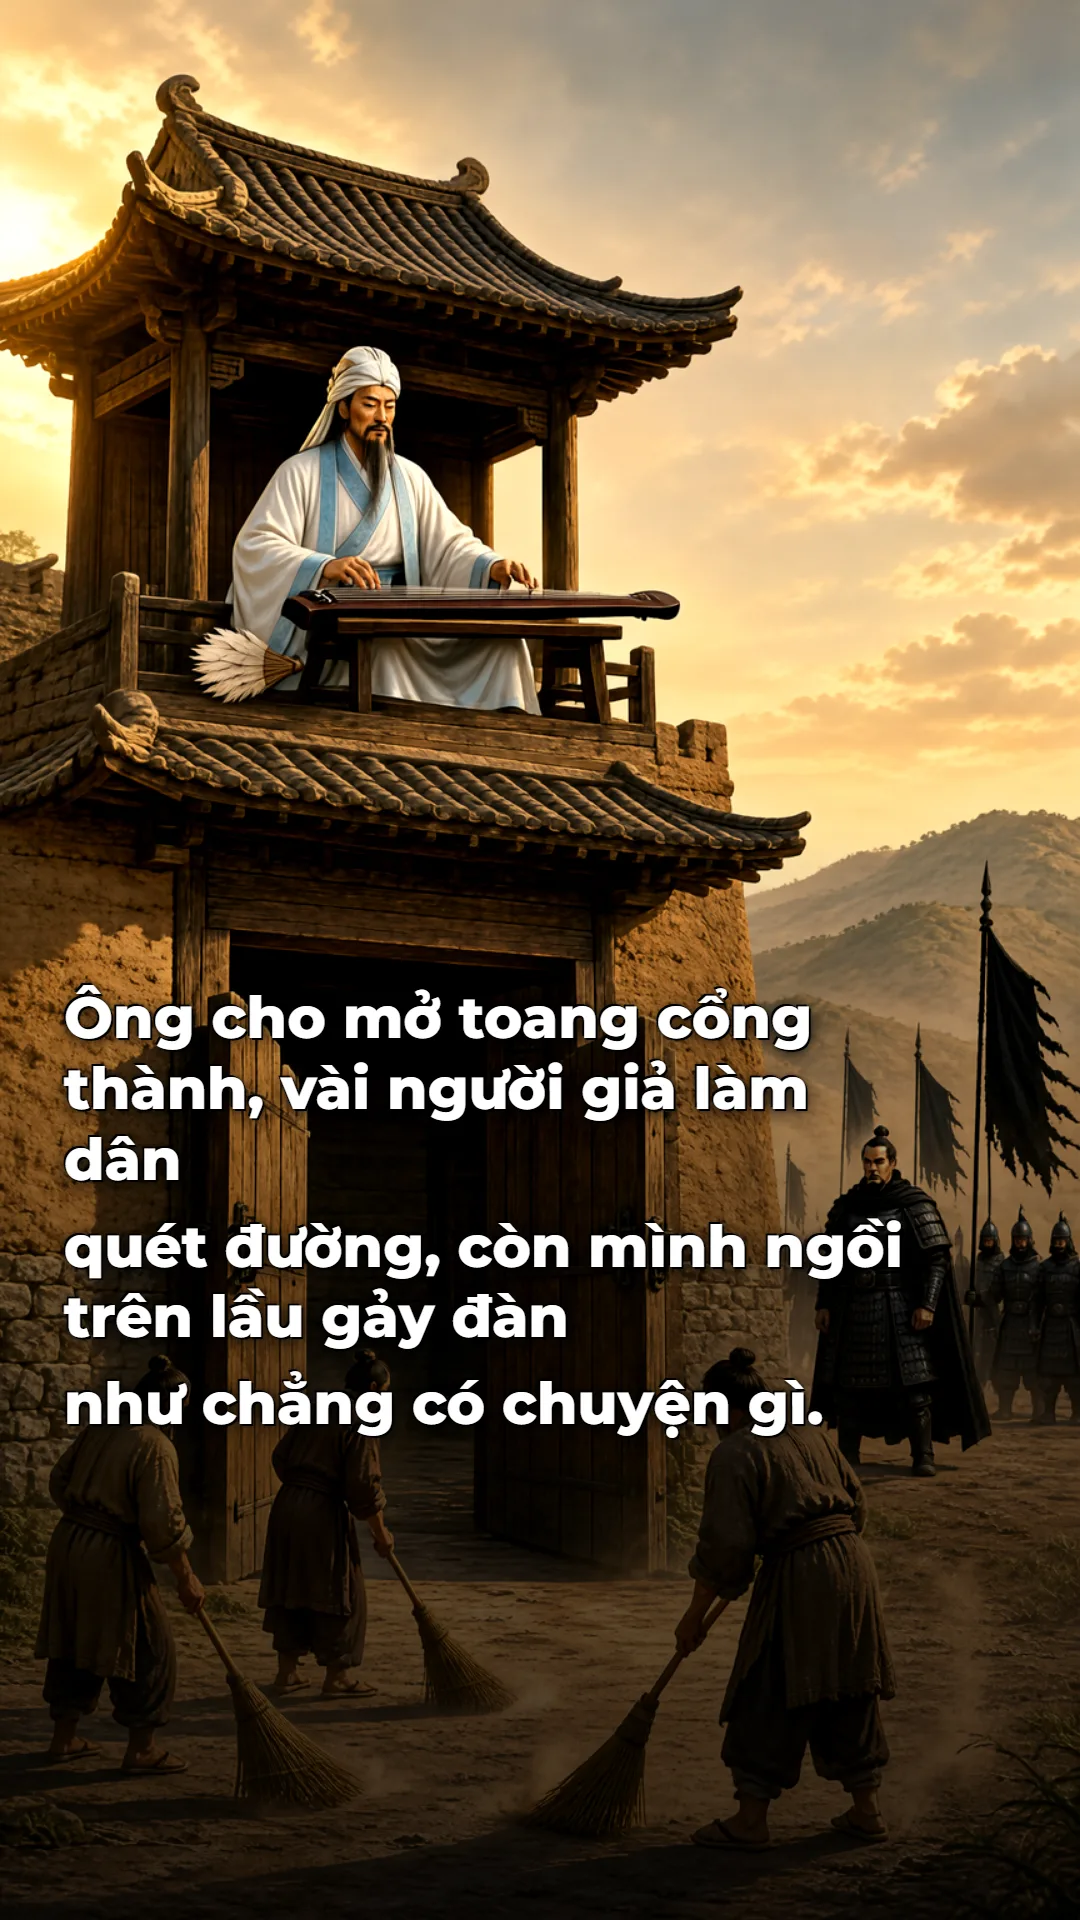 Ông cho mở toang cổng
thành, vài người giả làm
dân
quét đường, còn mình ngồi
trên lầu gảy đàn
như chẳng có chuyện gì.